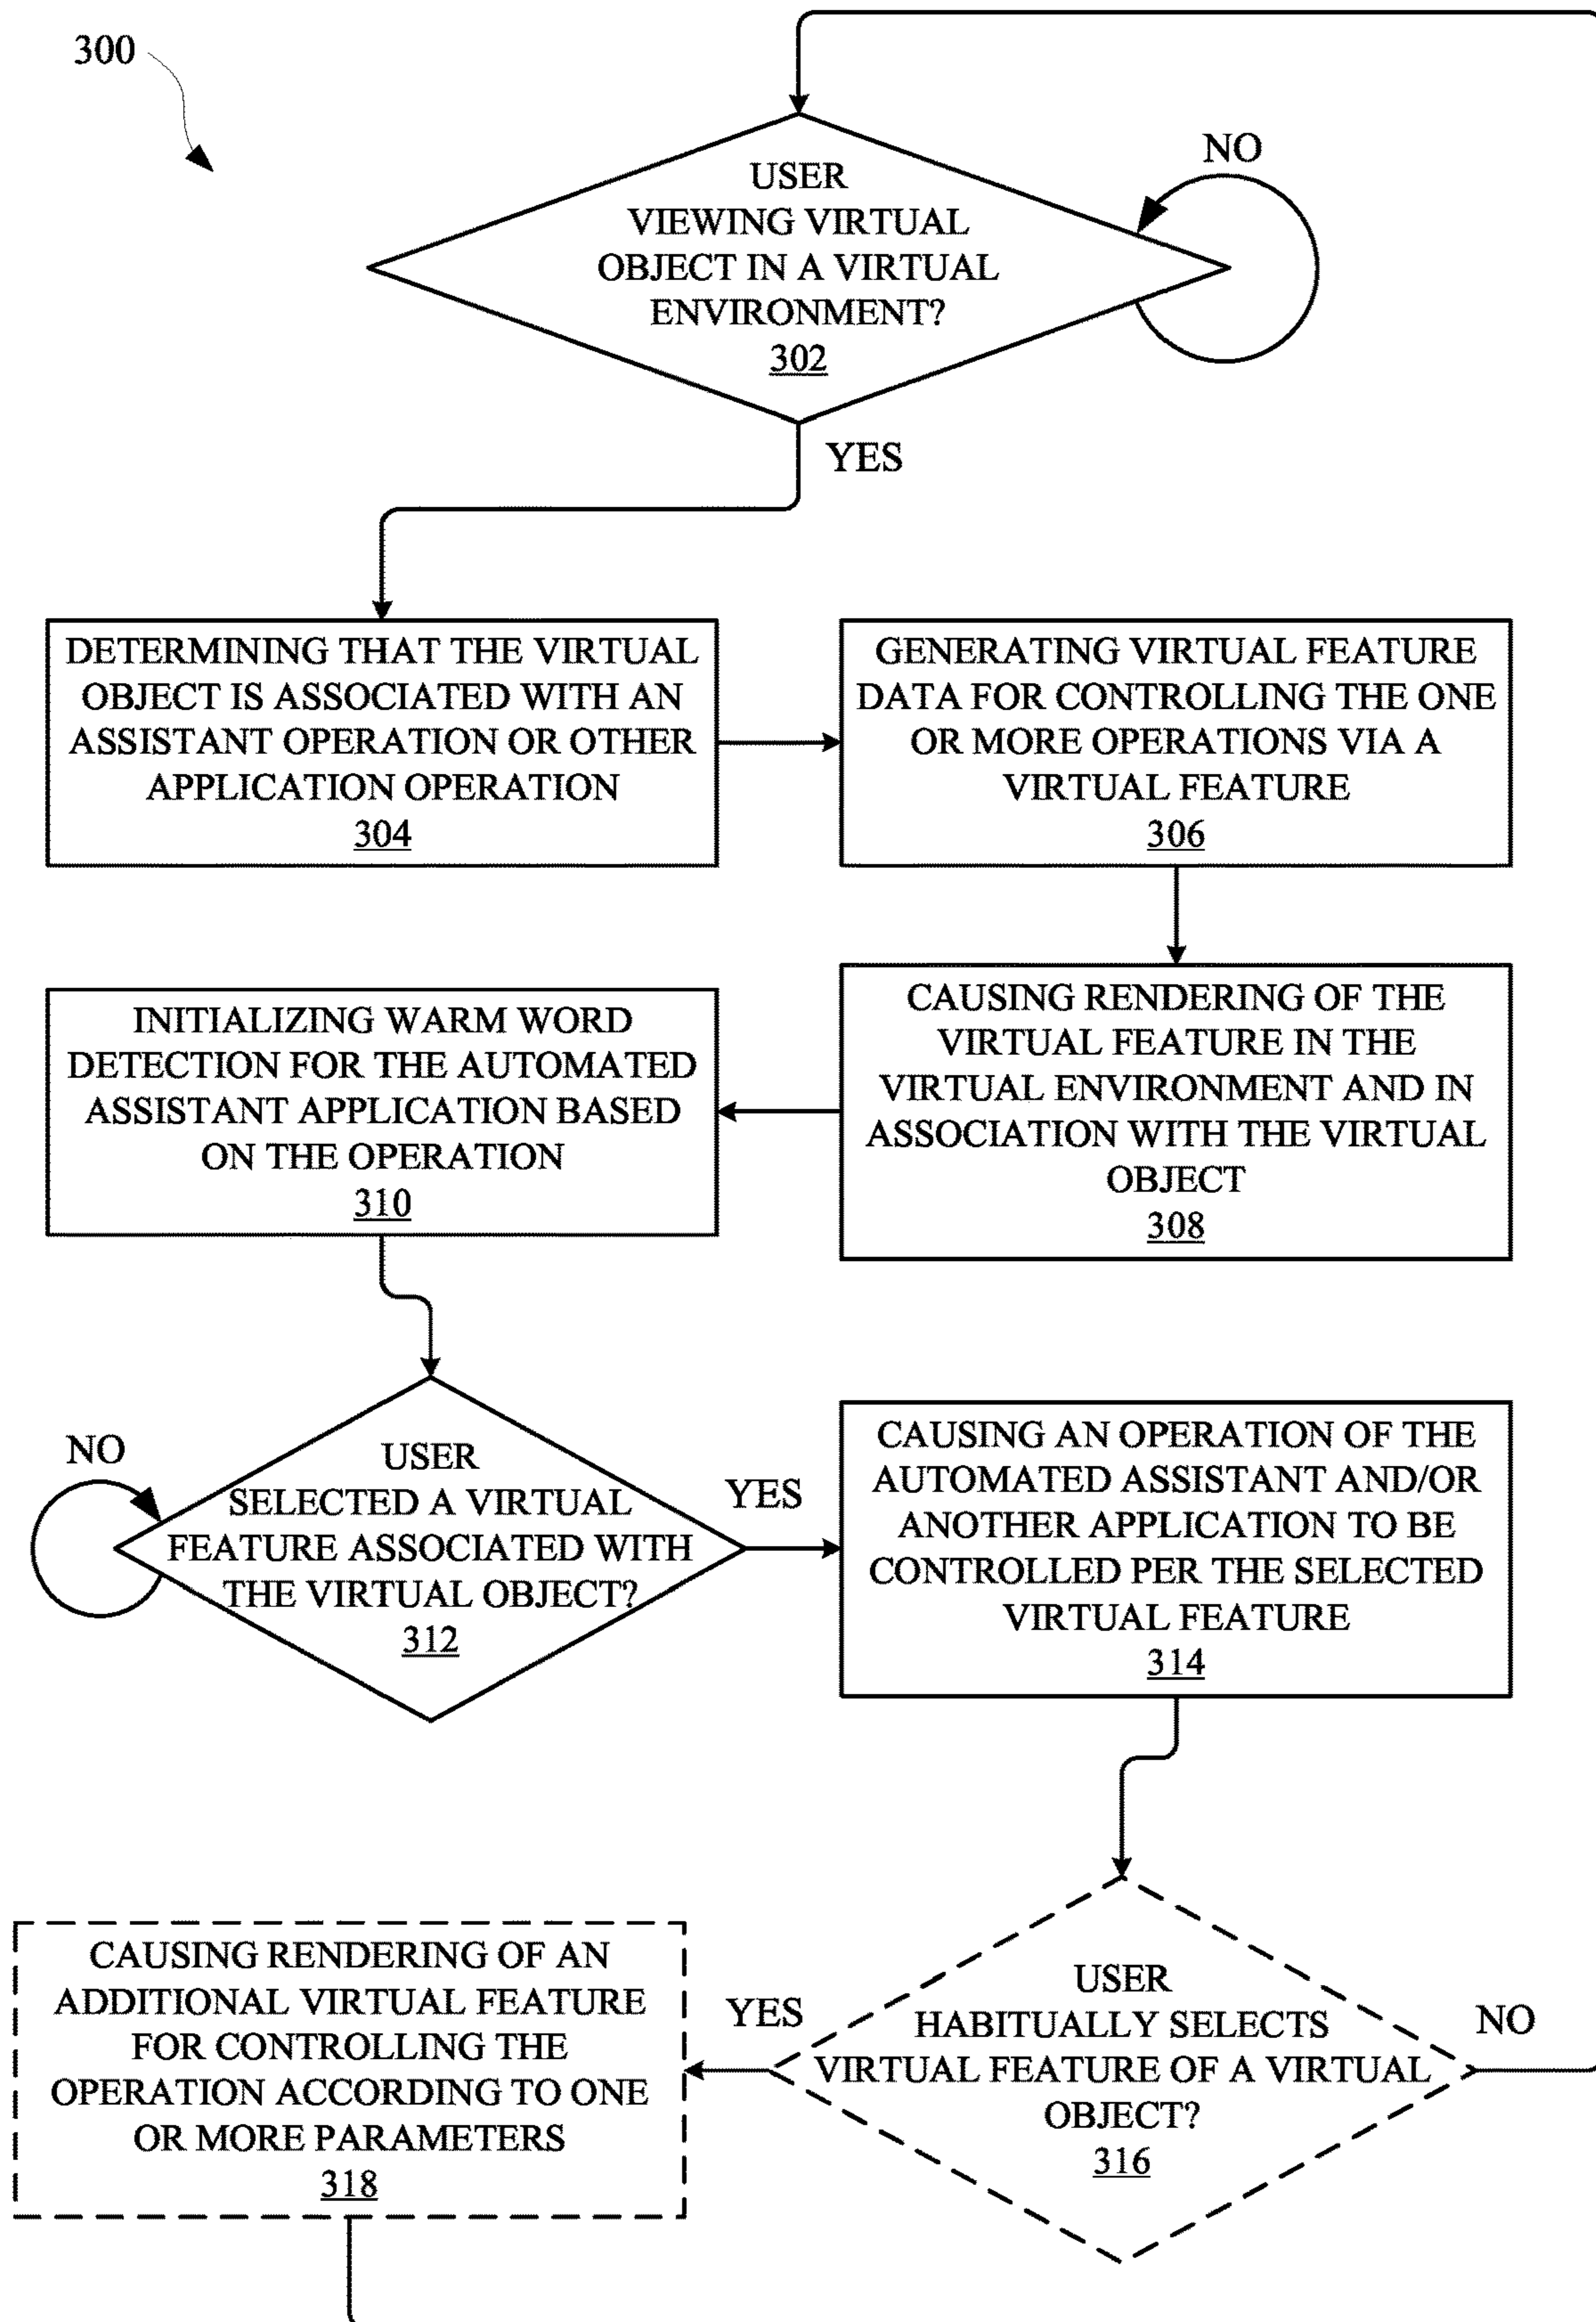 300
USER
VIEWING VIRTUAL
OBJECT IN A VIRTUAL
ENVIRONMENT?
302
NO
YES
DETERMINING THAT THE VIRTUAL
OBJECT IS ASSOCIATED WITH AN
ASSISTANT OPERATION OR OTHER
APPLICATION OPERATION
304
GENERATING VIRTUAL FEATURE
DATA FOR CONTROLLING THE ONE
OR MORE OPERATIONS VIA A
VIRTUAL FEATURE
306
CAUSING RENDERING OF THE
VIRTUAL FEATURE IN THE
VIRTUAL ENVIRONMENT AND IN
ASSOCIATION WITH THE VIRTUAL
OBJECT
308
INITIALIZING WARM WORD
DETECTION FOR THE AUTOMATED
ASSISTANT APPLICATION BASED
ON THE OPERATION
310
NO
USER
SELECTED A VIRTUAL
FEATURE ASSOCIATED WITH
THE VIRTUAL OBJECT?
312
YES
CAUSING AN OPERATION OF THE
AUTOMATED ASSISTANT AND/OR
ANOTHER APPLICATION TO BE
CONTROLLED PER THE SELECTED
VIRTUAL FEATURE
314
USER
HABITUALLY SELECTS
VIRTUAL FEATURE OF A VIRTUAL
OBJECT?
316
NO
YES
CAUSING RENDERING OF AN
ADDITIONAL VIRTUAL FEATURE
FOR CONTROLLING THE
OPERATION ACCORDING TO ONE
OR MORE PARAMETERS
318